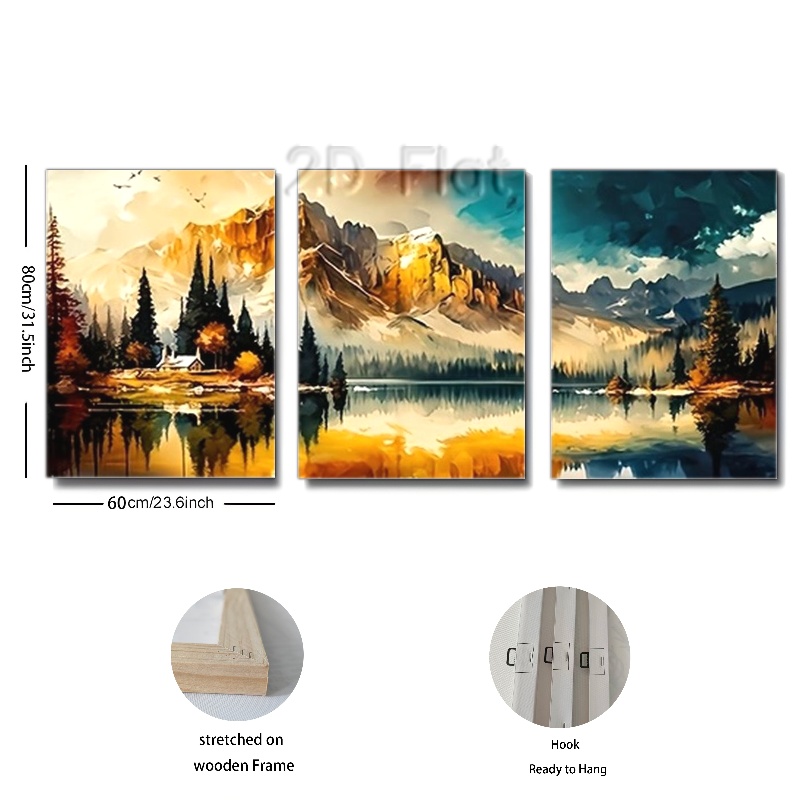 2D Flat
80cm/31.5inch
60cm/23.6inch
stretched on
wooden Frame
Hook
Ready to Hang